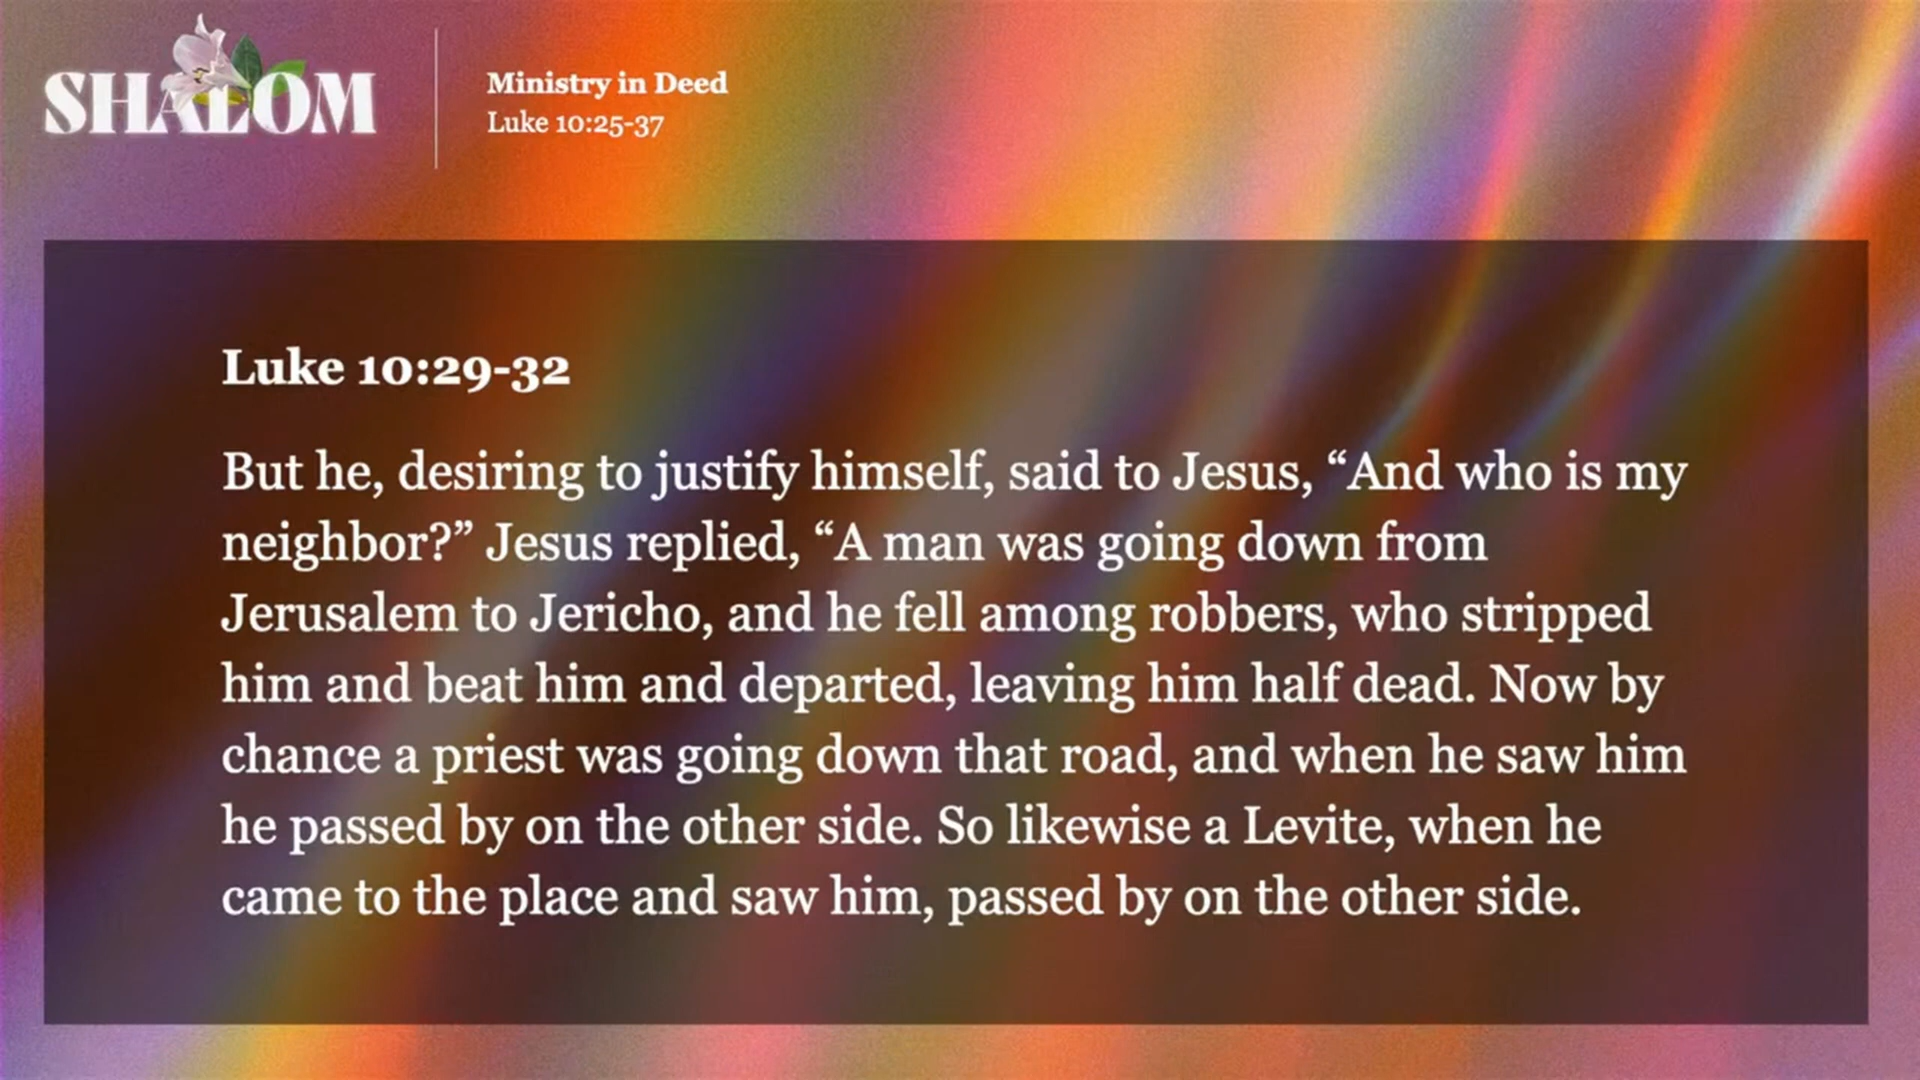 SHALOM
Ministry in Deed
Luke 10:25-37
Luke 10:29-32
But he, desiring to justify himself, said to Jesus, “And who is my
neighbor?” Jesus replied, “A man was going down from
Jerusalem to Jericho, and he fell among robbers, who stripped
him and beat him and departed, leaving him half dead. Now by
chance a priest was going down that road, and when he saw him
he passed by on the other side. So likewise a Levite, when he
came to the place and saw him, passed by on the other side.